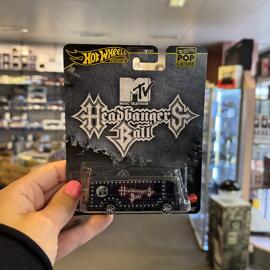 Hot Wheels
POP
CULTURE
MTV
MUSIC TELEVISION
Headbangers
Ball
Headbangers
Ball